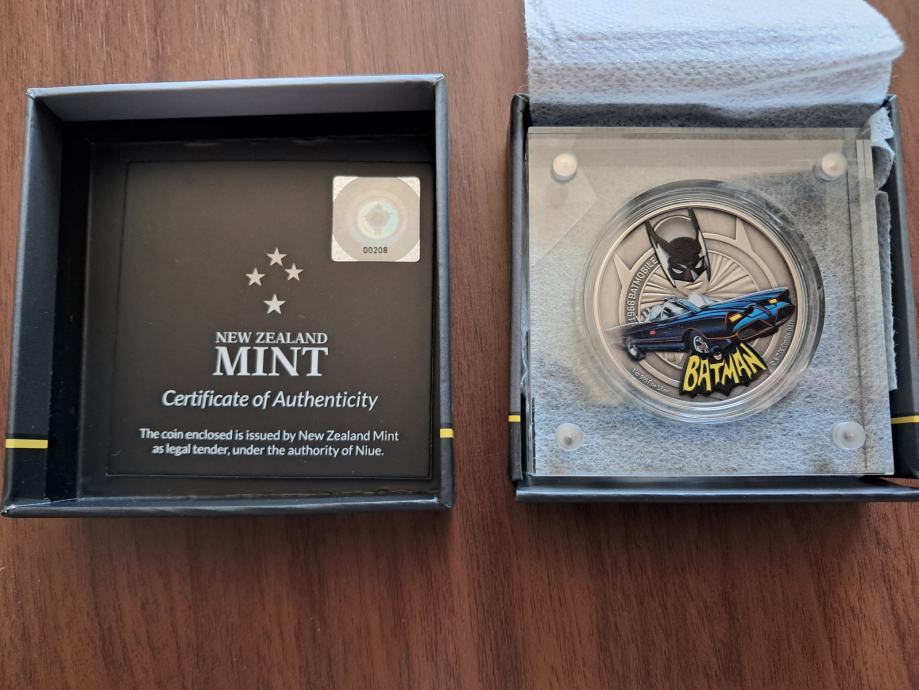 00208
NEW ZEALAND
MINT
Certificate of Authenticity
The coin enclosed is issued by New Zealand Mint
as legal tender, under the authority of Niue.
1966 BATMOBILE
BATMAN